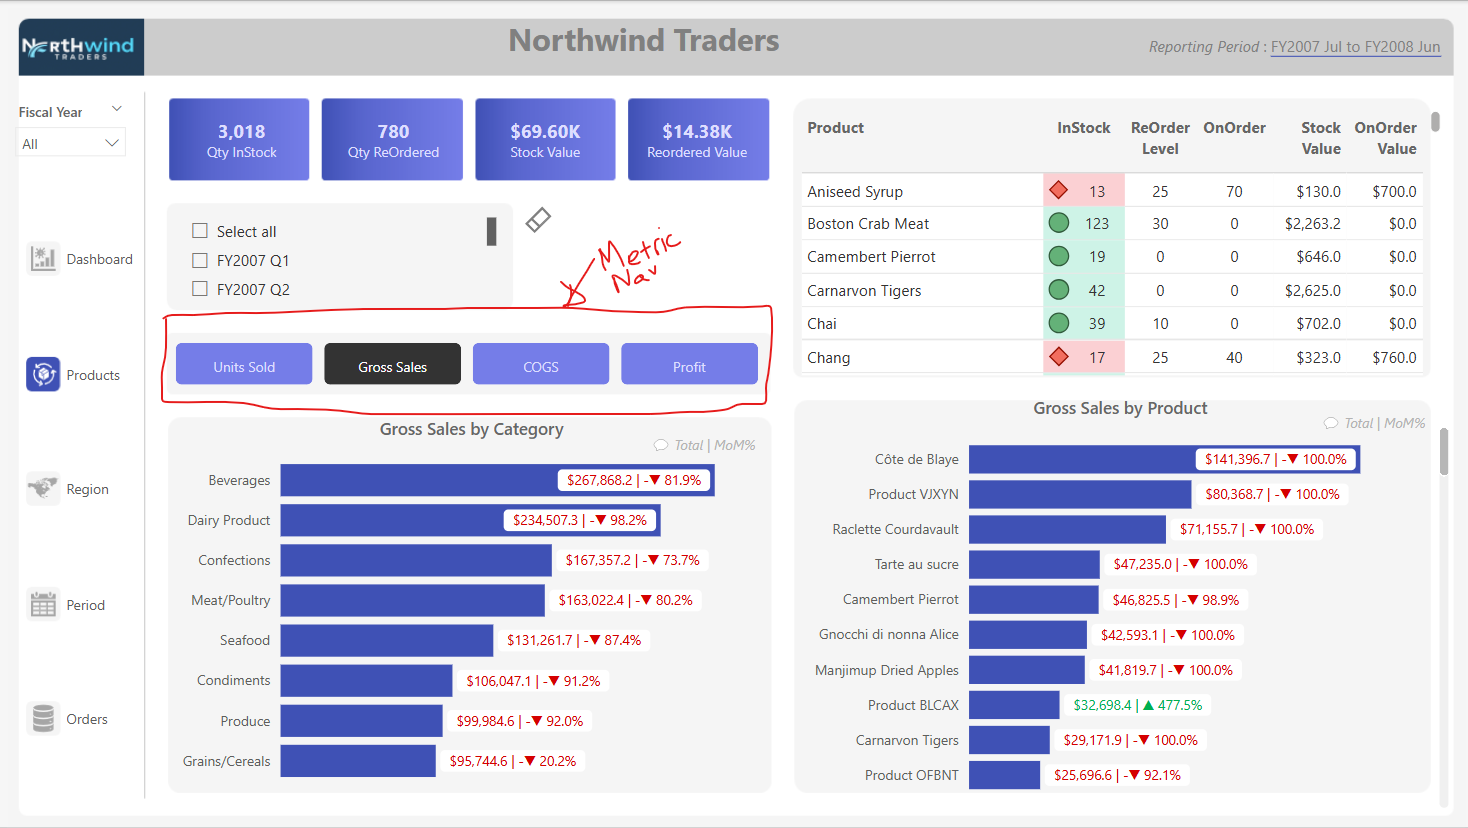 NORTHWIND
TRADERS
Northwind Traders
Reporting Period : FY2007 Jul to FY2008 Jun
Fiscal Year
All
Dashboard
Products
Region
Period
Orders
3,018
Qty InStock
780
Qty ReOrdered
$69.60K
Stock Value
$14.38K
Reordered Value
Select all
FY2007 Q1
FY2007 Q2
Metric
Nav
Units Sold
Gross Sales
COGS
Profit
Product InStock ReOrder Level OnOrder Stock Value OnOrder Value
Aniseed Syrup 13 25 70 $130.0 $700.0
Boston Crab Meat 123 30 0 $2,263.2 $0.0
Camembert Pierrot 19 0 0 $646.0 $0.0
Carnarvon Tigers 42 0 0 $2,625.0 $0.0
Chai 39 10 0 $702.0 $0.0
Chang 17 25 40 $323.0 $760.0
Gross Sales by Category
Total | MoM%
Beverages $267,868.2 | -▼ 81.9%
Dairy Product $234,507.3 | -▼ 98.2%
Confections $167,357.2 | -▼ 73.7%
Meat/Poultry $163,022.4 | -▼ 80.2%
Seafood $131,261.7 | -▼ 87.4%
Condiments $106,047.1 | -▼ 91.2%
Produce $99,984.6 | -▼ 92.0%
Grains/Cereals $95,744.6 | -▼ 20.2%
Gross Sales by Product
Total | MoM%
Côte de Blaye $141,396.7 | -▼ 100.0%
Product VJXYN $80,368.7 | -▼ 100.0%
Raclette Courdavault $71,155.7 | -▼ 100.0%
Tarte au sucre $47,235.0 | -▼ 100.0%
Camembert Pierrot $46,825.5 | -▼ 98.9%
Gnocchi di nonna Alice $42,593.1 | -▼ 100.0%
Manjimup Dried Apples $41,819.7 | -▼ 100.0%
Product BLCAX $32,698.4 | ▲ 477.5%
Carnarvon Tigers $29,171.9 | -▼ 100.0%
Product OFBNT $25,696.6 | -▼ 92.1%